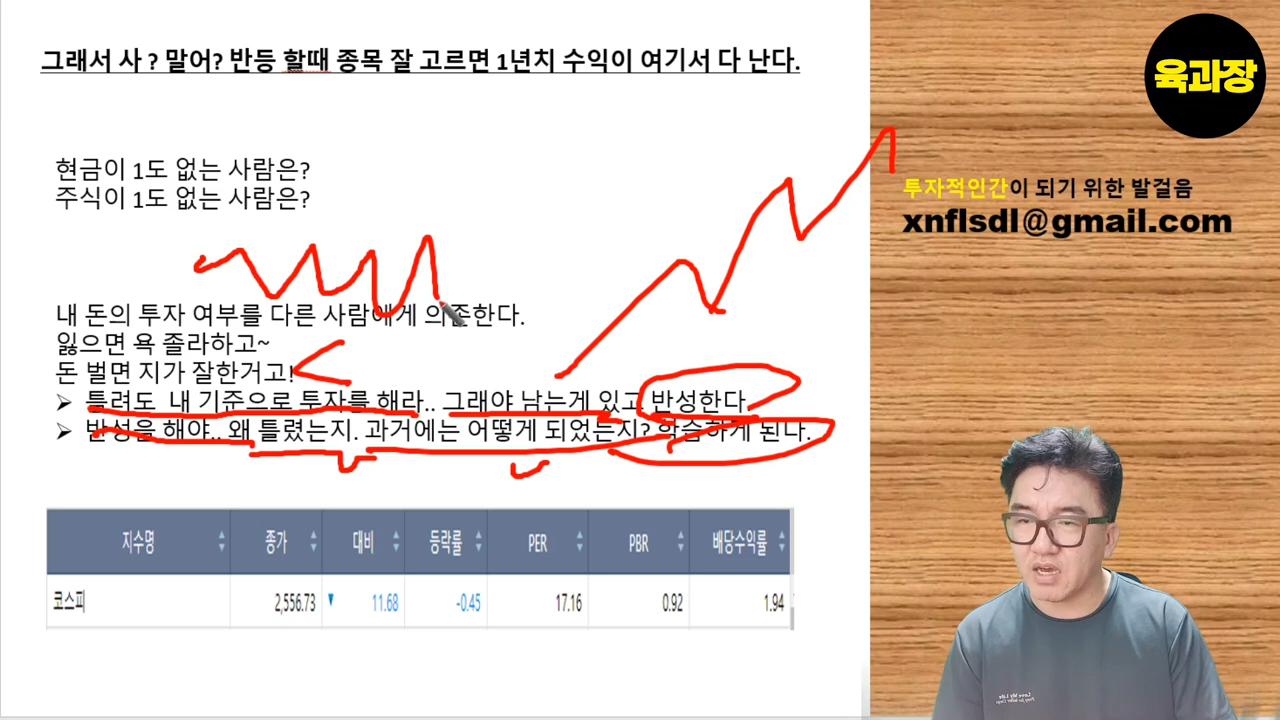 그래서 사 ? 말어? 반등 할때 종목 잘 고르면 1년치 수익이 여기서 다 난다.
육과장
현금이 1도 없는 사람은?
주식이 1도 없는 사람은?
투자적인간이 되기 위한 발걸음
xnflsdl@gmail.com
내 돈의 투자 여부를 다른 사람에게 의존한다.
잃으면 욕 졸라하고~
돈 벌면 지가 잘한거고!
➢ 틀려도 내 기준으로 투자를 해라.. 그래야 남는게 있고 반성한다.
➢ 반성을 해야.. 왜 틀렸는지. 과거에는 어떻게 되었는지? 학습하게 된다.
지수명 종가 대비 등락률 PER PBR 배당수익률
코스피 2,556.73 ▼ 11.68 -0.45 17.16 0.92 1.94